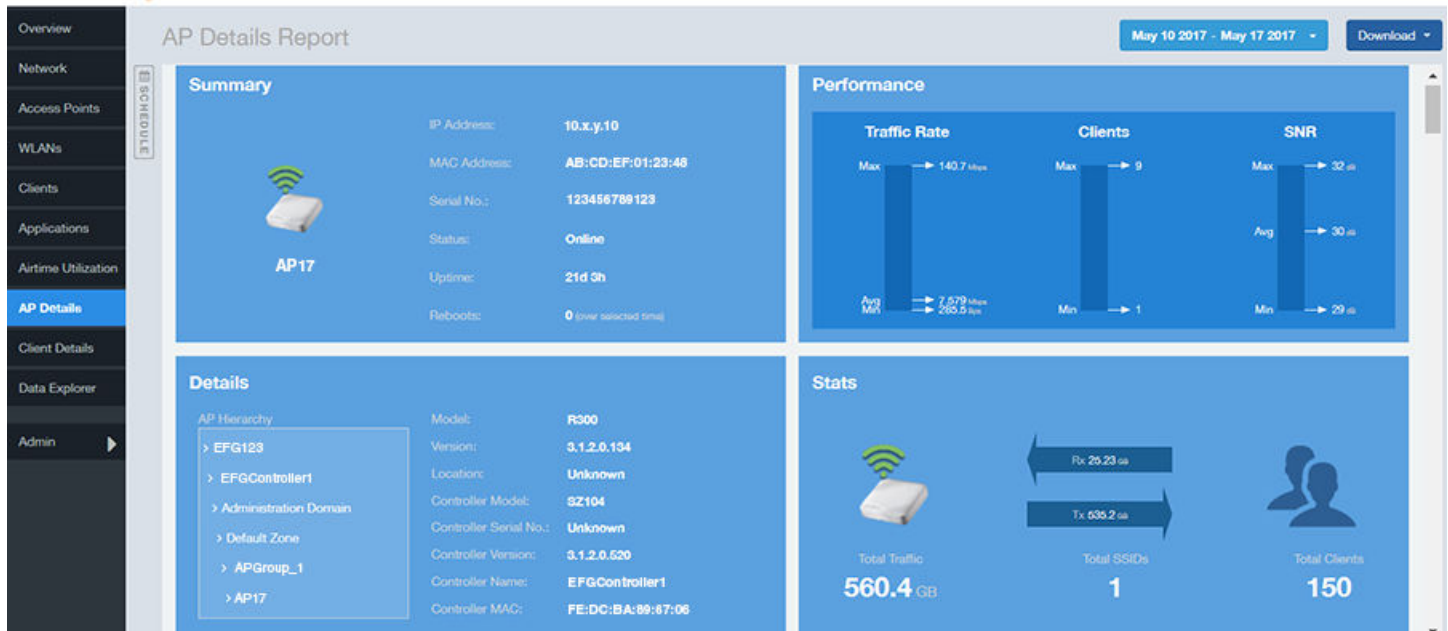 Overview
Network
Access Points
WLANs
Clients
Applications
Airtime Utilization
AP Details
Client Details
Data Explorer
Admin
AP Details Report
May 10 2017 - May 17 2017
Download
SCHEDULE
Summary
AP17
IP Address: 10.x.y.10
MAC Address: AB:CD:EF:01:23:48
Serial No.: 123456789123
Status: Online
Uptime: 21d 3h
Reboots: 0 (over selected time)
Performance
Traffic Rate
Max 140.7 Mbps
Avg 7.579 Mbps
Min 285.5 Bps
Clients
Max 9
Min 1
SNR
Max 32 dB
Avg 30 dB
Min 29 dB
Details
AP Hierarchy
> EFG123
> EFGController1
> Administration Domain
> Default Zone
> APGroup_1
> AP17
Model: R300
Version: 3.1.2.0.134
Location: Unknown
Controller Model: SZ104
Controller Serial No.: Unknown
Controller Version: 3.1.2.0.520
Controller Name: EFGController1
Controller MAC: FE:DC:BA:89:67:06
Stats
Rx 25.23 GB
Tx 535.2 GB
Total Traffic
560.4 GB
Total SSIDs
1
Total Clients
150